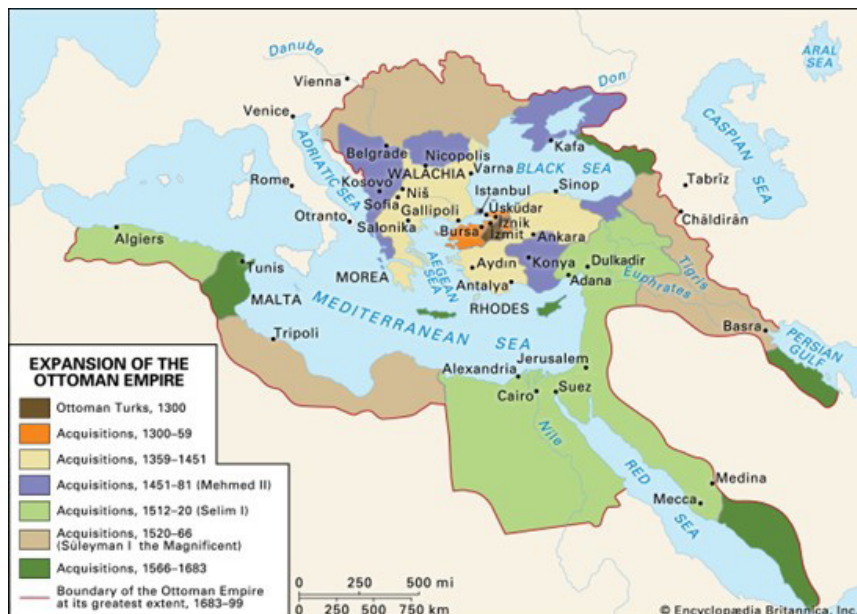 ARAL
SEA
Danube
Don
Vienna
CASPIAN
SEA
Venice
ADRIATIC SEA
Belgrade
Nicopolis
Kafa
WALĀCHIA
Varna
BLACK SEA
Tabrīz
Rome
Kosovo
Niš
Istanbul
Sinop
Sofia
Gallipoli
Üsküdar
Chāldirān
Otranto
Salonika
Bursa
İznik
İzmit
Ankara
Algiers
Tunis
MOREA
AEGEAN
SEA
Aydın
Konya
Dulkadir
Adana
Antalya
Euphrates
Tigris
MALTA
MEDITERRANEAN SEA
RHODES
Basra
PERSIAN
GULF
Tripoli
Jerusalem
Alexandria
Cairo
Suez
Nile
RED
SEA
Medina
Mecca
EXPANSION OF THE
OTTOMAN EMPIRE
Ottoman Turks, 1300
Acquisitions, 1300–59
Acquisitions, 1359–1451
Acquisitions, 1451–81 (Mehmed II)
Acquisitions, 1512–20 (Selim I)
Acquisitions, 1520–66
(Süleyman I the Magnificent)
Acquisitions, 1566–1683
Boundary of the Ottoman Empire
at its greatest extent, 1683–99
0 250 500 mi
0 250 500 750 km
© Encyclopædia Britannica, Inc.